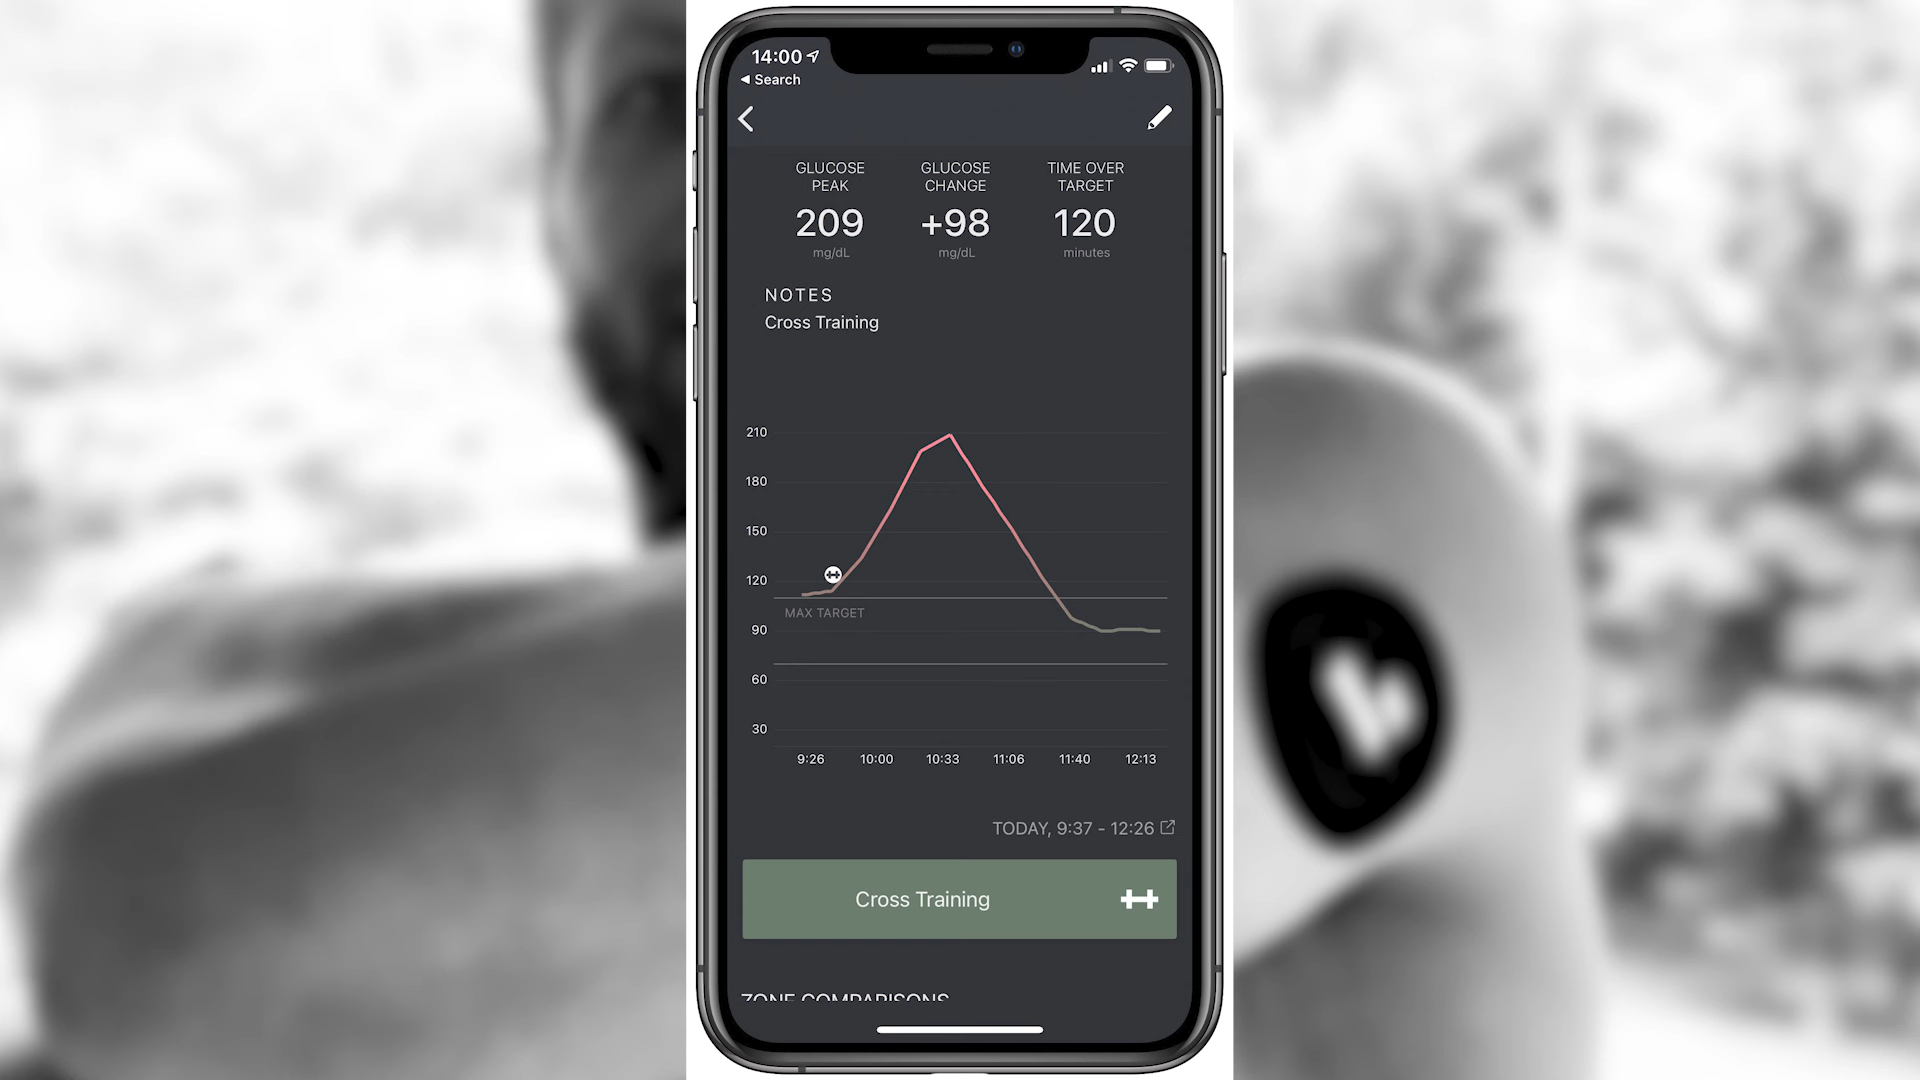 14:00
◀ Search
GLUCOSE PEAK
209
mg/dL
GLUCOSE CHANGE
+98
mg/dL
TIME OVER TARGET
120
minutes
NOTES
Cross Training
210
180
150
120
MAX TARGET
90
60
30
9:26 10:00 10:33 11:06 11:40 12:13
TODAY, 9:37 - 12:26
Cross Training
ZONE COMPARISONS